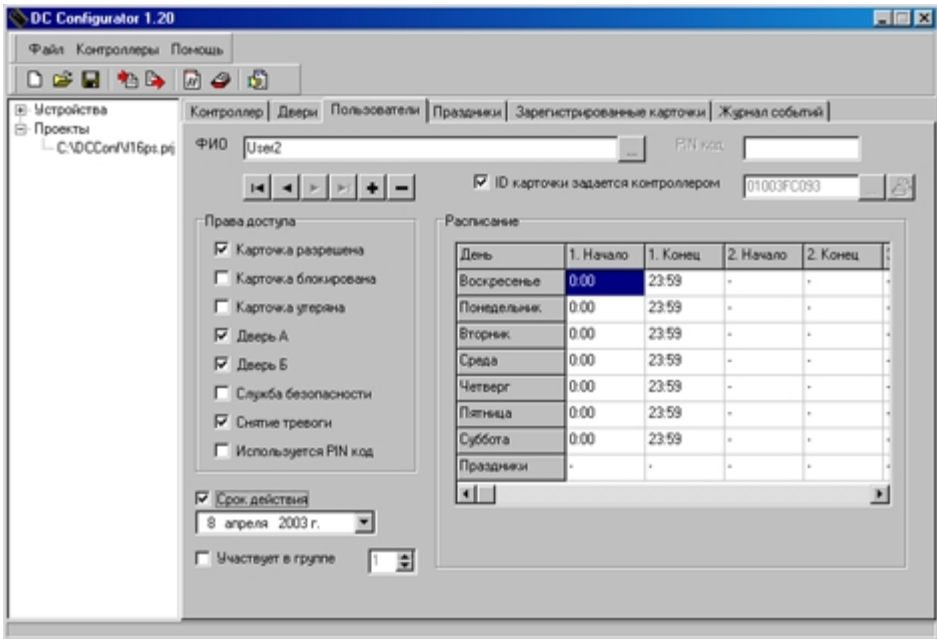 DC Configurator 1.20
Файл Контроллеры Помощь
Устройства
Проекты
C:\DCConf\J16ps.prj
Контроллер Двери Пользователи Праздники Зарегистрированные карточки Журнал событий
ФИО User2 ... PIN код
ID карточки задается контроллером 01003FC093 ...
Права доступа
Карточка разрешена
Карточка блокирована
Карточка утеряна
Дверь А
Дверь Б
Служба безопасности
Снятие тревоги
Используется PIN код
Срок действия
8 апреля 2003 г.
Участвует в группе 1
Расписание
День 1. Начало 1. Конец 2. Начало 2. Конец
Воскресенье 0:00 23:59 - -
Понедельник 0:00 23:59 - -
Вторник 0:00 23:59 - -
Среда 0:00 23:59 - -
Четверг 0:00 23:59 - -
Пятница 0:00 23:59 - -
Суббота 0:00 23:59 - -
Праздники - - - -